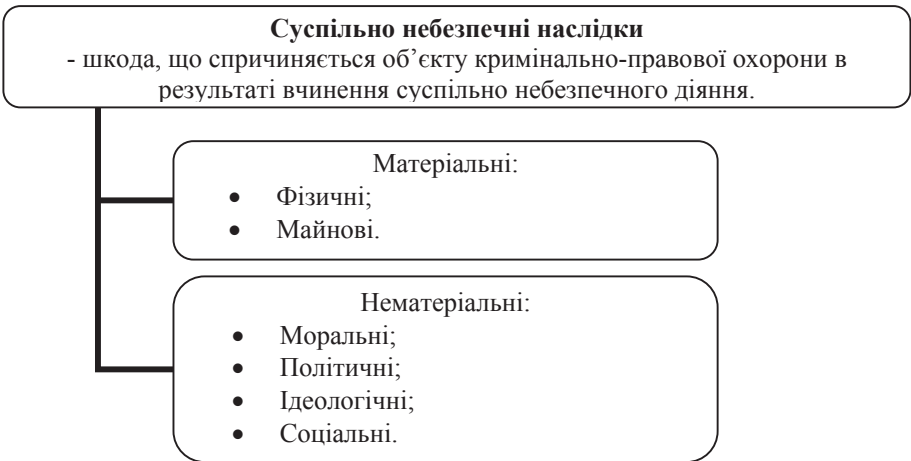 Суспільно небезпечні наслідки
- шкода, що спричиняється об’єкту кримінально-правової охорони в
результаті вчинення суспільно небезпечного діяння.
Матеріальні:
• Фізичні;
• Майнові.
Нематеріальні:
• Моральні;
• Політичні;
• Ідеологічні;
• Соціальні.